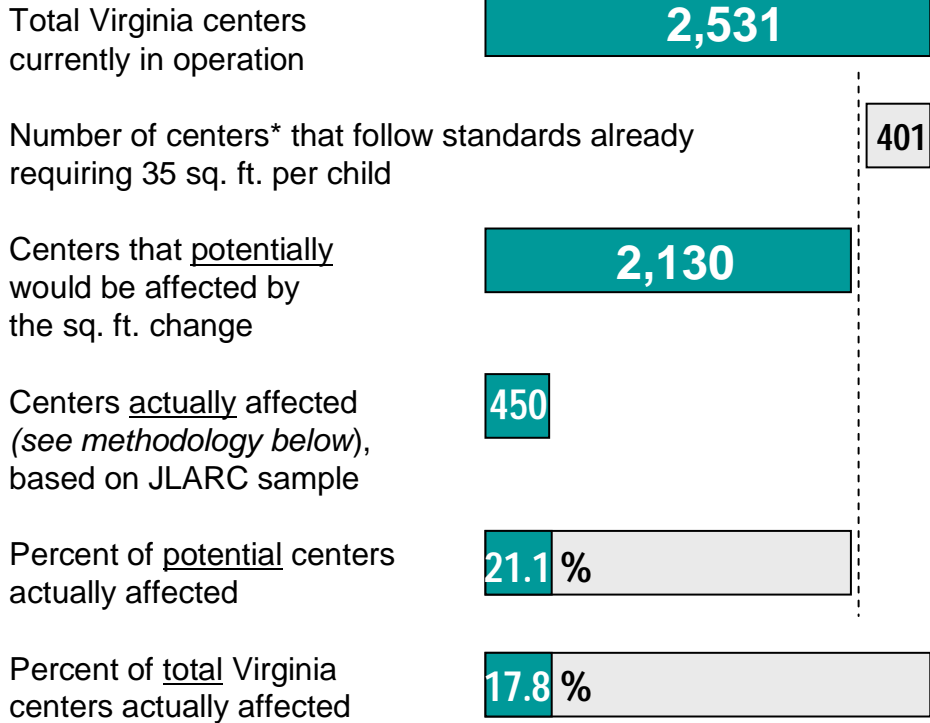 Total Virginia centers
currently in operation
2,531
Number of centers* that follow standards already
requiring 35 sq. ft. per child
401
Centers that potentially
would be affected by
the sq. ft. change
2,130
Centers actually affected
(see methodology below),
based on JLARC sample
450
Percent of potential centers
actually affected
21.1 %
Percent of total Virginia
centers actually affected
17.8 %